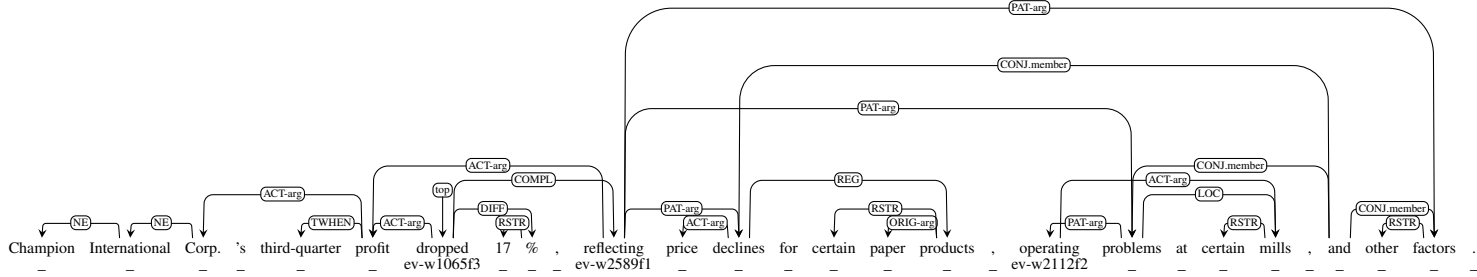 PAT-arg
CONJ.member
PAT-arg
ACT-arg CONJ.member
top COMPL REG ACT-arg
ACT-arg LOC
DIFF PAT-arg RSTR CONJ.member
NE NE TWHEN ACT-arg RSTR ACT-arg ORIG-arg PAT-arg RSTR RSTR
Champion International Corp. 's third-quarter profit dropped 17 % , reflecting price declines for certain paper products , operating problems at certain mills , and other factors .
_ _ _ _ _ _ ev-w1065f3 _ _ _ ev-w2589f1 _ _ _ _ _ _ _ ev-w2112f2 _ _ _ _ _ _ _ _ _